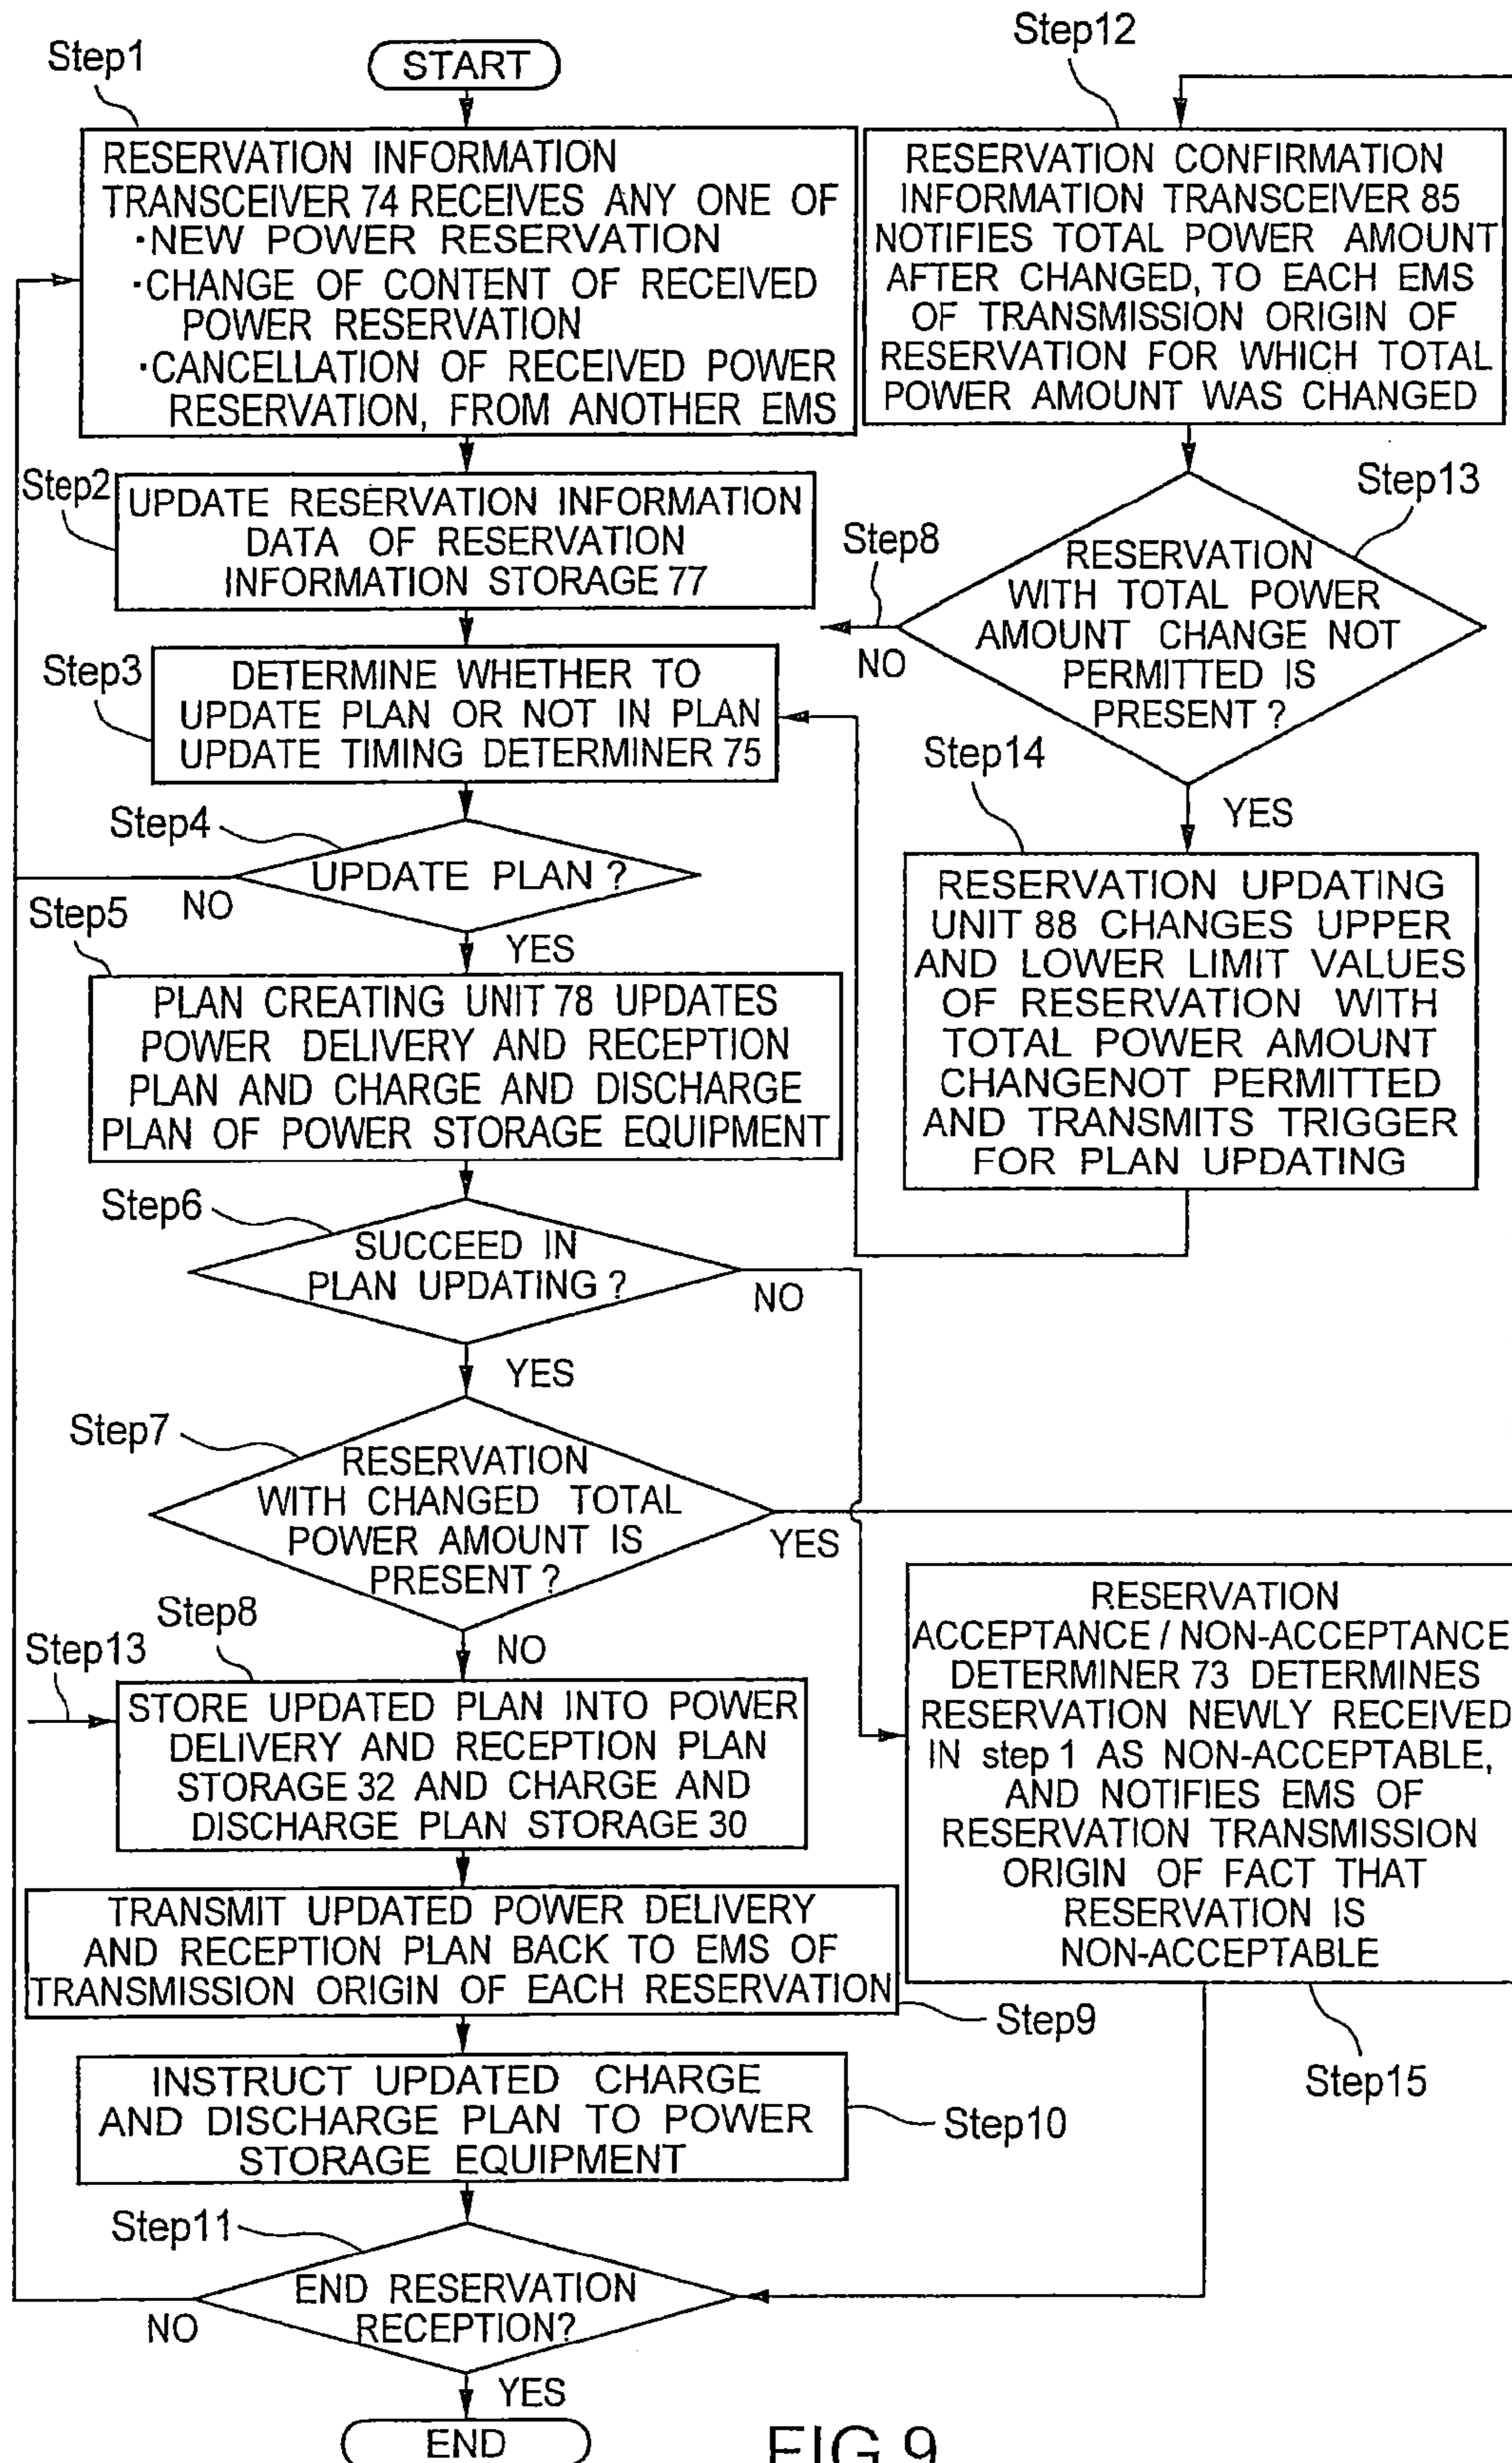 START
Step1
RESERVATION INFORMATION
TRANSCEIVER 74 RECEIVES ANY ONE OF
·NEW POWER RESERVATION
·CHANGE OF CONTENT OF RECEIVED
POWER RESERVATION
·CANCELLATION OF RECEIVED POWER
RESERVATION, FROM ANOTHER EMS
Step2
UPDATE RESERVATION INFORMATION
DATA OF RESERVATION
INFORMATION STORAGE 77
Step3
DETERMINE WHETHER TO
UPDATE PLAN OR NOT IN PLAN
UPDATE TIMING DETERMINER 75
Step4
UPDATE PLAN ?
NO
YES
Step5
PLAN CREATING UNIT 78 UPDATES
POWER DELIVERY AND RECEPTION
PLAN AND CHARGE AND DISCHARGE
PLAN OF POWER STORAGE EQUIPMENT
Step6
SUCCEED IN
PLAN UPDATING ?
NO
YES
Step7
RESERVATION
WITH CHANGED TOTAL
POWER AMOUNT IS
PRESENT ?
YES
NO
Step8
Step13
STORE UPDATED PLAN INTO POWER
DELIVERY AND RECEPTION PLAN
STORAGE 32 AND CHARGE AND
DISCHARGE PLAN STORAGE 30
TRANSMIT UPDATED POWER DELIVERY
AND RECEPTION PLAN BACK TO EMS OF
TRANSMISSION ORIGIN OF EACH RESERVATION
Step9
INSTRUCT UPDATED CHARGE
AND DISCHARGE PLAN TO POWER
STORAGE EQUIPMENT
Step10
Step11
END RESERVATION
RECEPTION?
NO
YES
END
Step12
RESERVATION CONFIRMATION
INFORMATION TRANSCEIVER 85
NOTIFIES TOTAL POWER AMOUNT
AFTER CHANGED, TO EACH EMS
OF TRANSMISSION ORIGIN OF
RESERVATION FOR WHICH TOTAL
POWER AMOUNT WAS CHANGED
Step13
RESERVATION
WITH TOTAL POWER
AMOUNT CHANGE NOT
PERMITTED IS
PRESENT ?
Step8
NO
YES
Step14
RESERVATION UPDATING
UNIT 88 CHANGES UPPER
AND LOWER LIMIT VALUES
OF RESERVATION WITH
TOTAL POWER AMOUNT
CHANGENOT PERMITTED
AND TRANSMITS TRIGGER
FOR PLAN UPDATING
RESERVATION
ACCEPTANCE / NON-ACCEPTANCE
DETERMINER 73 DETERMINES
RESERVATION NEWLY RECEIVED
IN step 1 AS NON-ACCEPTABLE,
AND NOTIFIES EMS OF
RESERVATION TRANSMISSION
ORIGIN OF FACT THAT
RESERVATION IS
NON-ACCEPTABLE
Step15
FIG.9